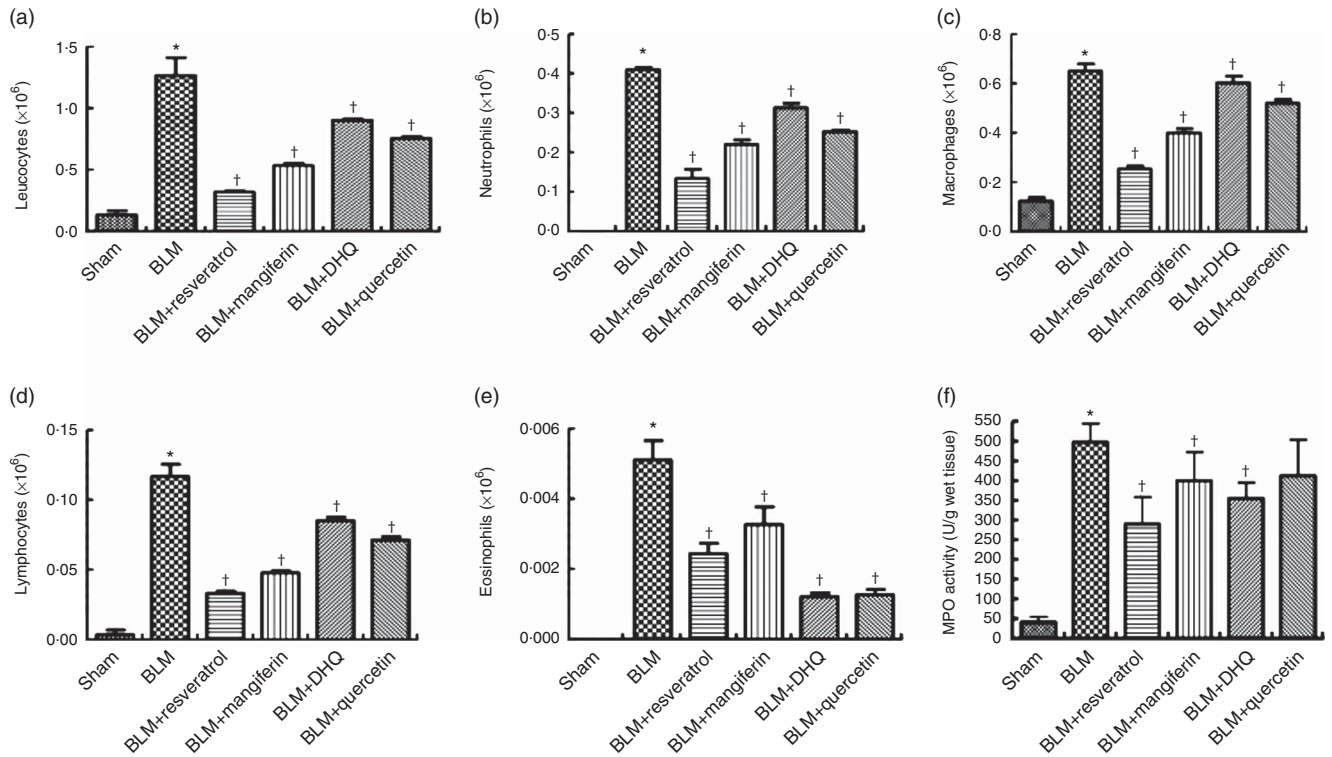 (a)
Leucocytes (×10⁶)
1·5
1·0
0·5
0·0
*
†
†
†
†
Sham
BLM
BLM+resveratrol
BLM+mangiferin
BLM+DHQ
BLM+quercetin
(b)
Neutrophils (×10⁶)
0·5
0·4
0·3
0·2
0·1
0·0
*
†
†
†
†
Sham
BLM
BLM+resveratrol
BLM+mangiferin
BLM+DHQ
BLM+quercetin
(c)
Macrophages (×10⁶)
0·8
0·6
0·4
0·2
0·0
*
†
†
†
†
Sham
BLM
BLM+resveratrol
BLM+mangiferin
BLM+DHQ
BLM+quercetin
(d)
Lymphocytes (×10⁶)
0·15
0·10
0·05
0·00
*
†
†
†
†
Sham
BLM
BLM+resveratrol
BLM+mangiferin
BLM+DHQ
BLM+quercetin
(e)
Eosinophils (×10⁶)
0·006
0·004
0·002
0·000
*
†
†
†
†
Sham
BLM
BLM+resveratrol
BLM+mangiferin
BLM+DHQ
BLM+quercetin
(f)
MPO activity (U/g wet tissue)
550
500
450
400
350
300
250
200
150
100
50
0
*
†
†
†
Sham
BLM
BLM+resveratrol
BLM+mangiferin
BLM+DHQ
BLM+quercetin